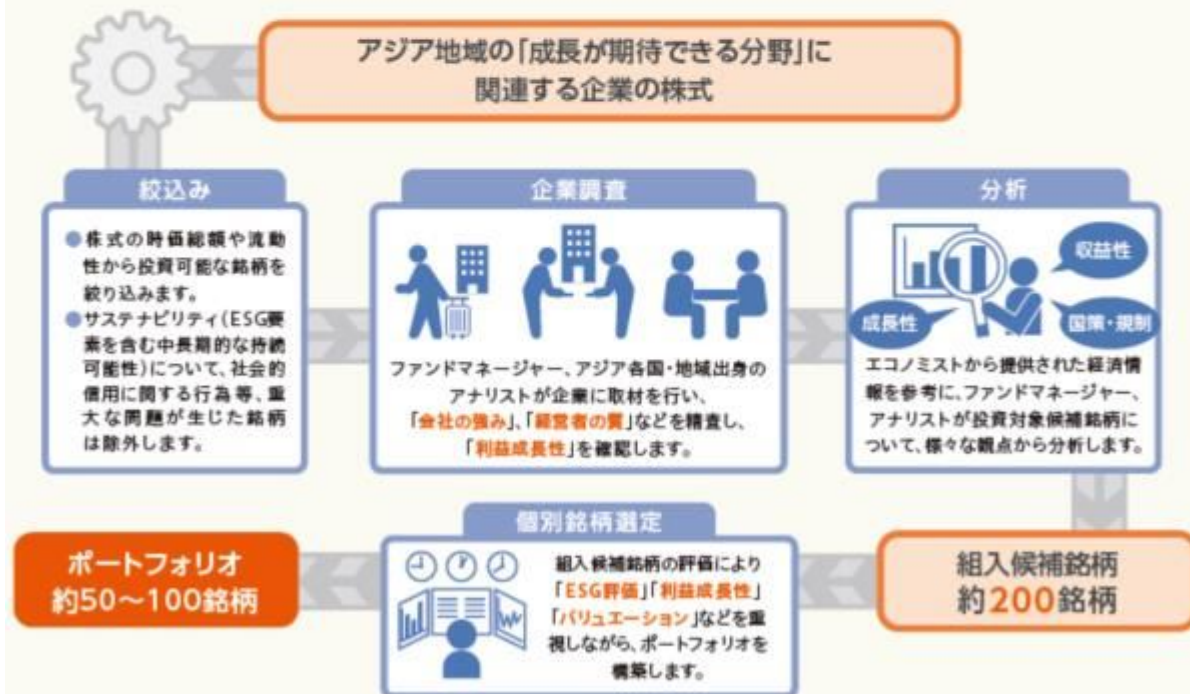 アジア地域の「成長が期待できる分野」に
関連する企業の株式
絞込み
●株式の時価総額や流動
性から投資可能な銘柄を
絞り込みます。
●サステナビリティ(ESG要
素を含む中長期的な持続
可能性)について、社会的
信用に関する行為等、重
大な問題が生じた銘柄
は除外します。
企業調査
ファンドマネージャー、アジア各国・地域出身の
アナリストが企業に取材を行い、
「会社の強み」、「経営者の質」などを精査し、
「利益成長性」を確認します。
分析
収益性
成長性
国策・規制
エコノミストから提供された経済情
報を参考に、ファンドマネージャー、
アナリストが投資対象候補銘柄に
ついて、様々な観点から分析します。
組入候補銘柄
約200銘柄
個別銘柄選定
組入候補銘柄の評価により
「ESG評価」「利益成長性」
「バリュエーション」などを重
視しながら、ポートフォリオを
構築します。
ポートフォリオ
約50～100銘柄